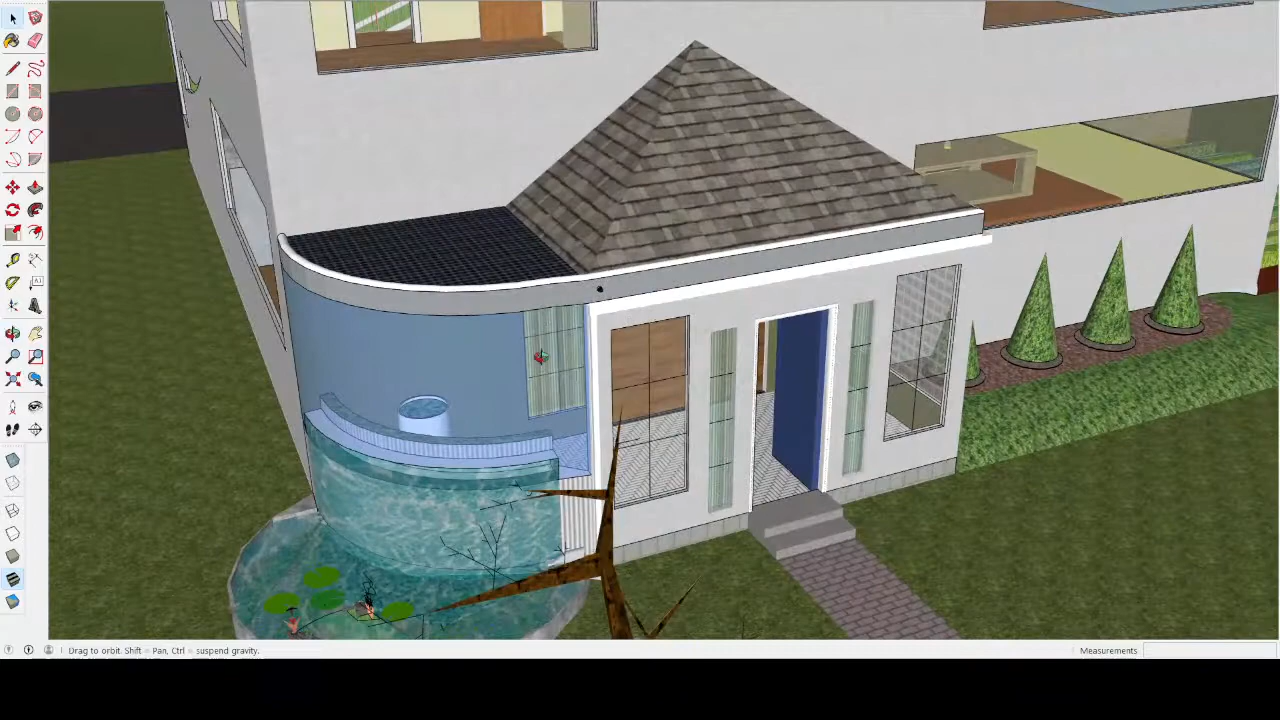 Drag to orbit. Shift = Pan, Ctrl = suspend gravity.
Measurements